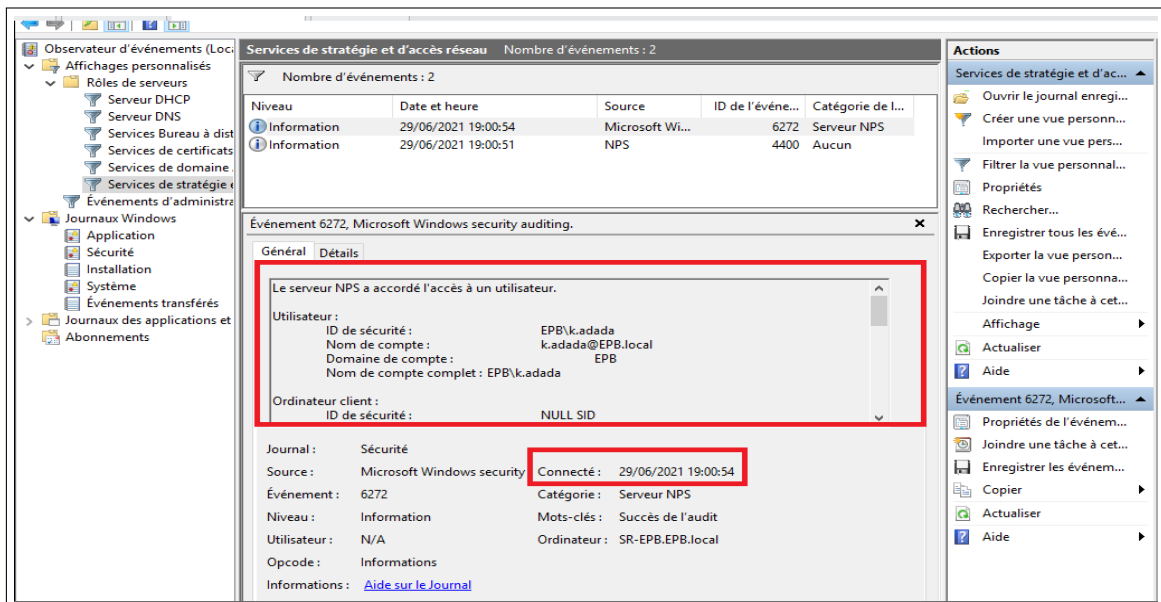 Observateur d'événements (Loc
Affichages personnalisés
Rôles de serveurs
Serveur DHCP
Serveur DNS
Services Bureau à dist
Services de certificats
Services de domaine
Services de stratégie e
Événements d'administra
Journaux Windows
Application
Sécurité
Installation
Système
Événements transférés
Journaux des applications et
Abonnements
Services de stratégie et d'accès réseau Nombre d'événements : 2
Nombre d'événements : 2
Niveau Date et heure Source ID de l'événe... Catégorie de l...
Information 29/06/2021 19:00:54 Microsoft Wi... 6272 Serveur NPS
Information 29/06/2021 19:00:51 NPS 4400 Aucun
Événement 6272, Microsoft Windows security auditing.
Général Détails
Le serveur NPS a accordé l'accès à un utilisateur.
Utilisateur :
ID de sécurité : EPB\k.adada
Nom de compte : k.adada@EPB.local
Domaine de compte : EPB
Nom de compte complet : EPB\k.adada
Ordinateur client :
ID de sécurité : NULL SID
Journal : Sécurité
Source : Microsoft Windows security Connecté : 29/06/2021 19:00:54
Événement : 6272 Catégorie : Serveur NPS
Niveau : Information Mots-clés : Succès de l'audit
Utilisateur : N/A Ordinateur : SR-EPB.EPB.local
Opcode : Informations
Informations : Aide sur le Journal
Actions
Services de stratégie et d'ac...
Ouvrir le journal enregi...
Créer une vue personn...
Importer une vue pers...
Filtrer la vue personnal...
Propriétés
Rechercher...
Enregistrer tous les évé...
Exporter la vue person...
Copier la vue personna...
Joindre une tâche à cet...
Affichage
Actualiser
Aide
Événement 6272, Microsoft...
Propriétés de l'événem...
Joindre une tâche à cet...
Enregistrer les événem...
Copier
Actualiser
Aide